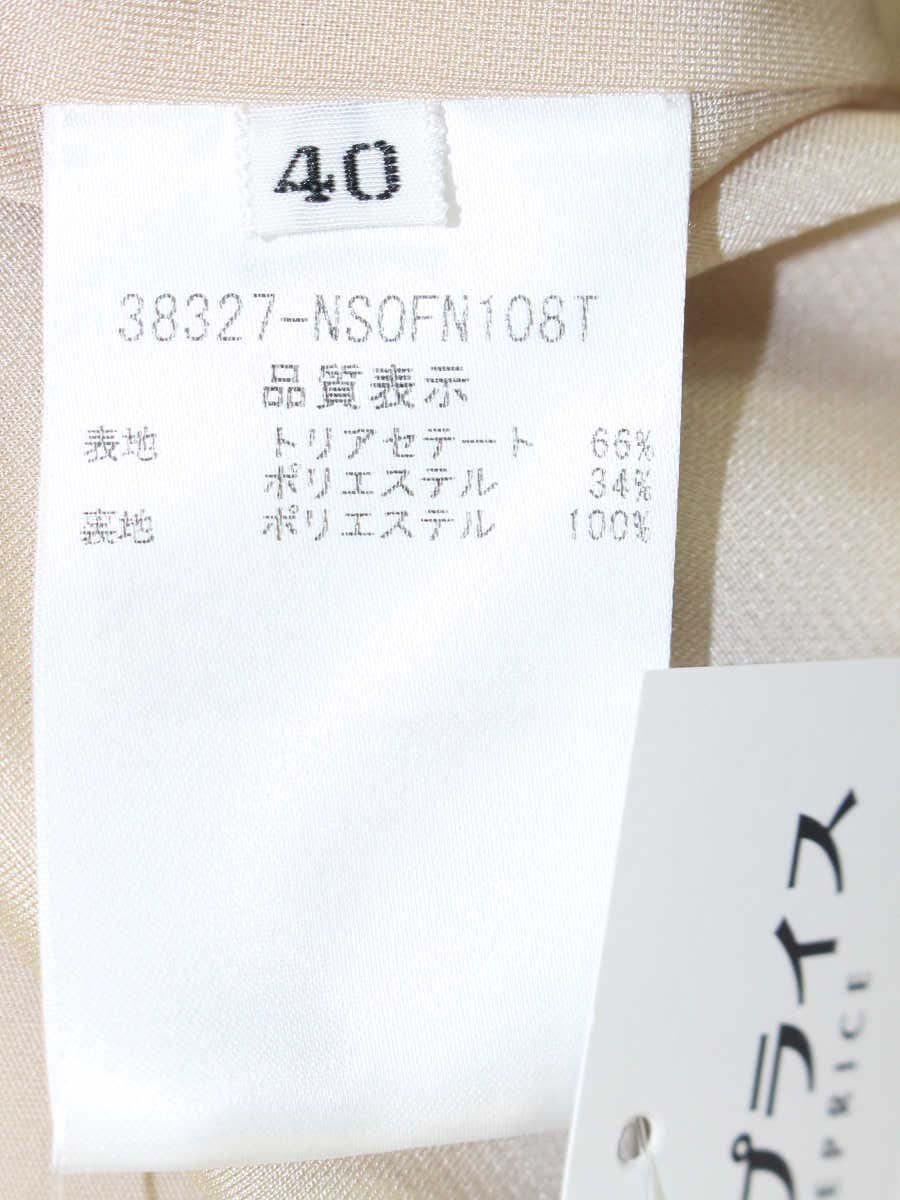 40
38327-NSOFN108T
品質表示
表地 トリアセテート 66%
ポリエステル 34%
裏地 ポリエステル 100%
プライス
PRICE